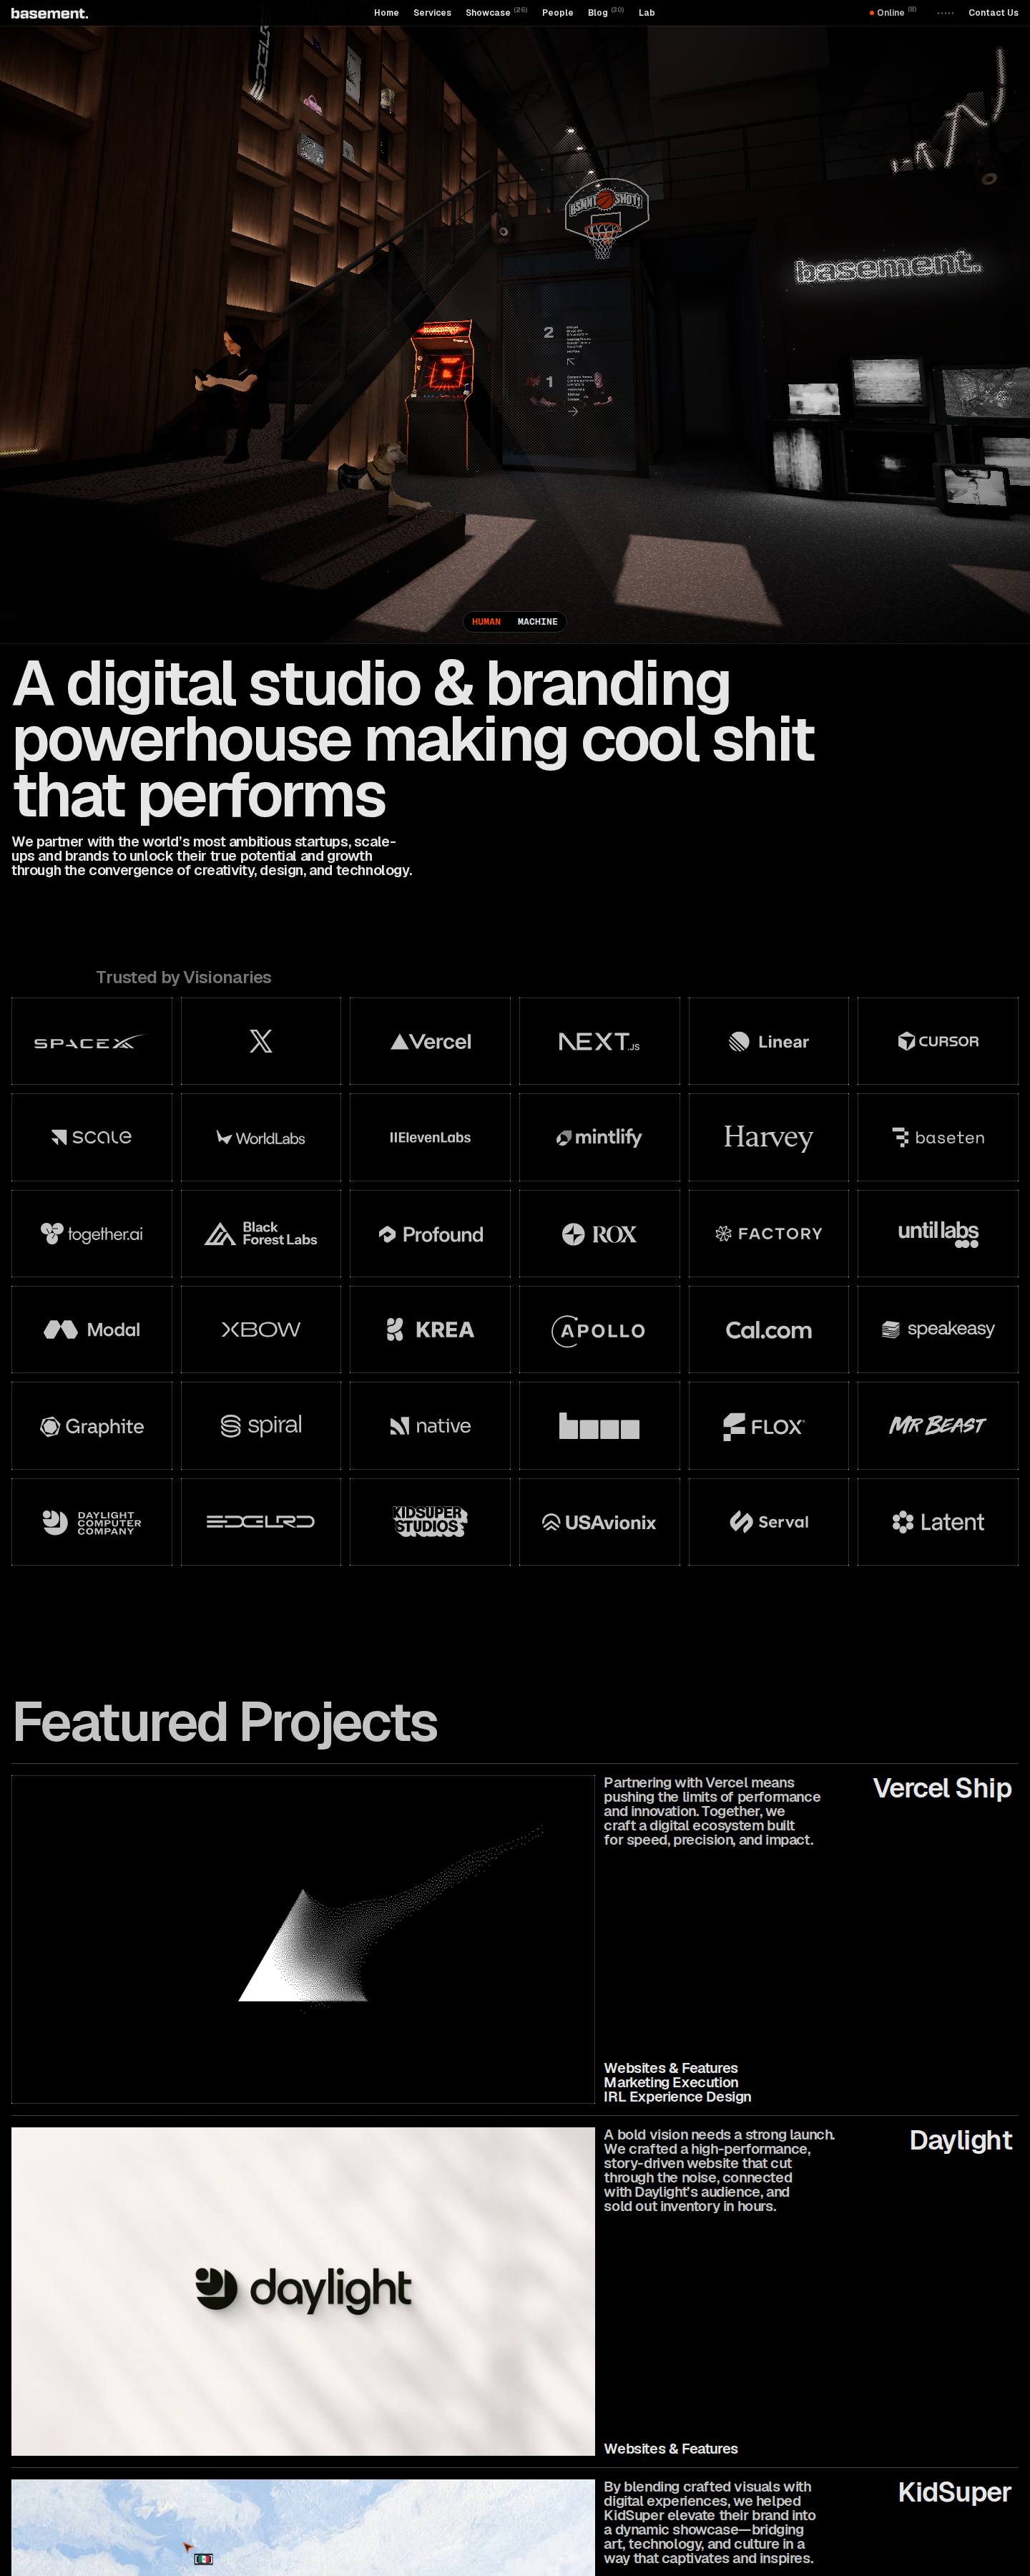 basement.
Home Services Showcase (26) People Blog (30) Lab
Online (8)
Contact Us
BSMNT SHOT!
basement.
2
1
HUMAN MACHINE
A digital studio & branding
powerhouse making cool shit
that performs
We partner with the world's most ambitious startups, scale-
ups and brands to unlock their true potential and growth
through the convergence of creativity, design, and technology.
Trusted by Visionaries
SPACEX
X
Vercel
NEXT.JS
Linear
CURSOR
scale
WorldLabs
IIElevenLabs
mintlify
Harvey
baseten
together.ai
Black
Forest Labs
Profound
ROX
FACTORY
until labs
Modal
XBOW
KREA
APOLLO
Cal.com
speakeasy
Graphite
spiral
native
FLOX
MR BEAST
DAYLIGHT
COMPUTER
COMPANY
EDGLRD
KIDSUPER
STUDIOS
USAvionix
Serval
Latent
Featured Projects
Partnering with Vercel means
pushing the limits of performance
and innovation. Together, we
craft a digital ecosystem built
for speed, precision, and impact.
Vercel Ship
Websites & Features
Marketing Execution
IRL Experience Design
daylight
A bold vision needs a strong launch.
We crafted a high-performance,
story-driven website that cut
through the noise, connected
with Daylight's audience, and
sold out inventory in hours.
Daylight
Websites & Features
By blending crafted visuals with
digital experiences, we helped
KidSuper elevate their brand into
a dynamic showcase—bridging
art, technology, and culture in a
way that captivates and inspires.
KidSuper